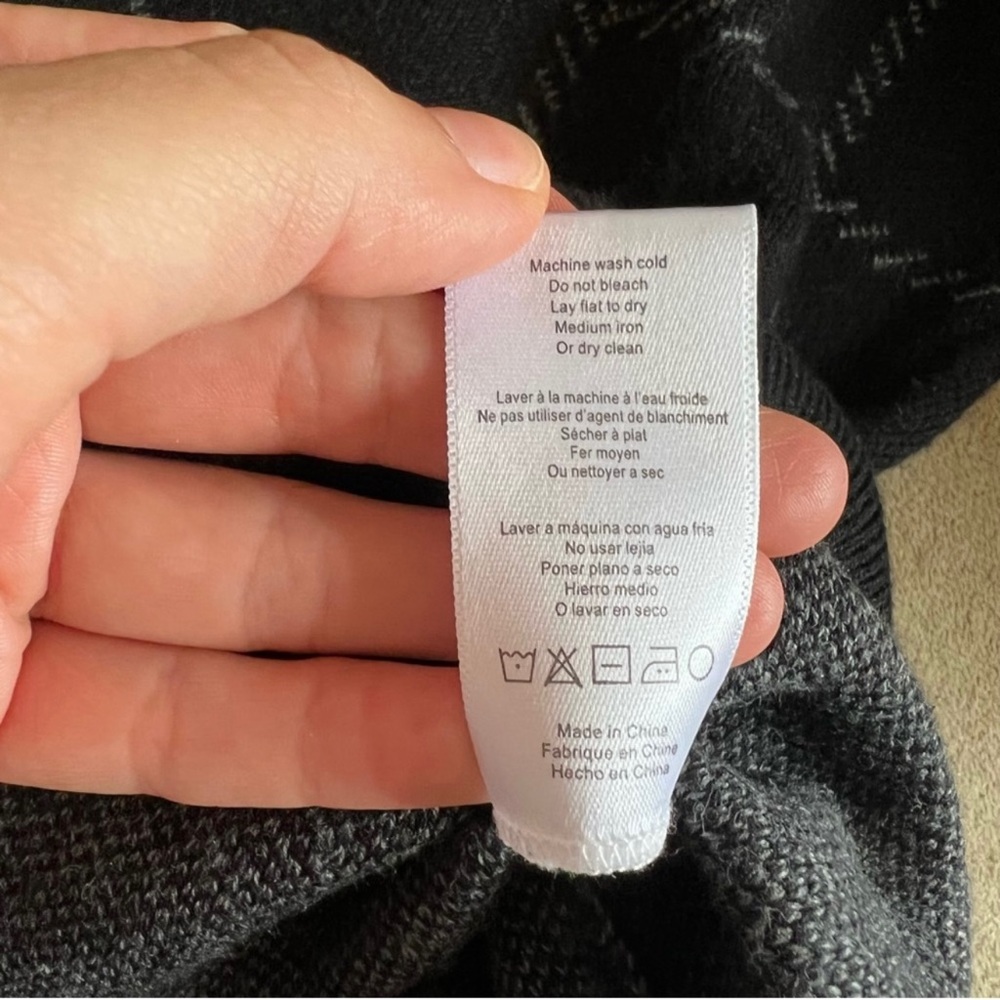 Machine wash cold
Do not bleach
Lay flat to dry
Medium iron
Or dry clean
Laver à la machine à l'eau froide
Ne pas utiliser d'agent de blanchiment
Sécher à plat
Fer moyen
Ou nettoyer a sec
Laver a máquina con agua fria
No usar lejia
Poner plano a seco
Hierro medio
O lavar en seco
Made in China
Fabrique en Chine
Hecho en China